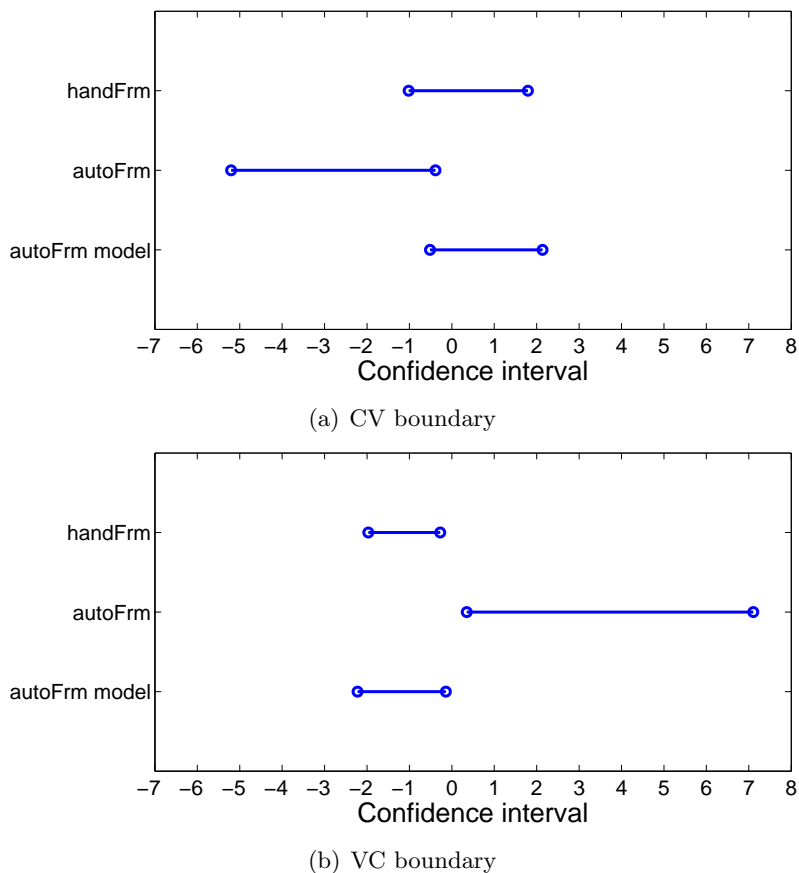 handFrm
autoFrm
autoFrm model
−7 −6 −5 −4 −3 −2 −1 0 1 2 3 4 5 6 7 8
Confidence interval
(a) CV boundary
handFrm
autoFrm
autoFrm model
−7 −6 −5 −4 −3 −2 −1 0 1 2 3 4 5 6 7 8
Confidence interval
(b) VC boundary